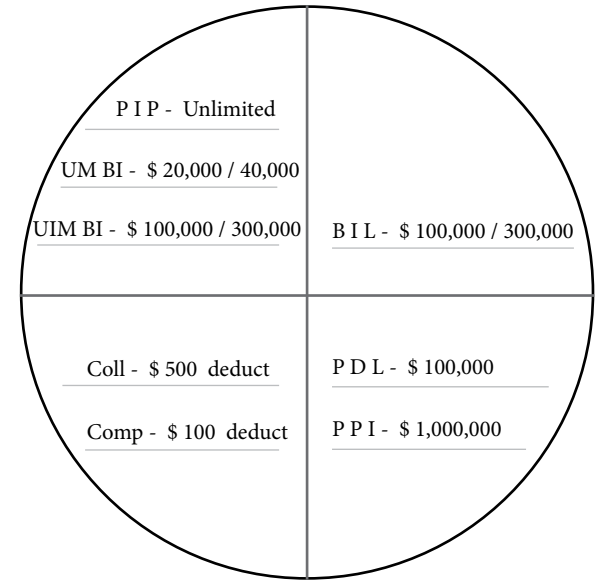 P I P - Unlimited
UM BI - $ 20,000 / 40,000
UIM BI - $ 100,000 / 300,000
B I L - $ 100,000 / 300,000
Coll - $ 500 deduct
Comp - $ 100 deduct
P D L - $ 100,000
P P I - $ 1,000,000